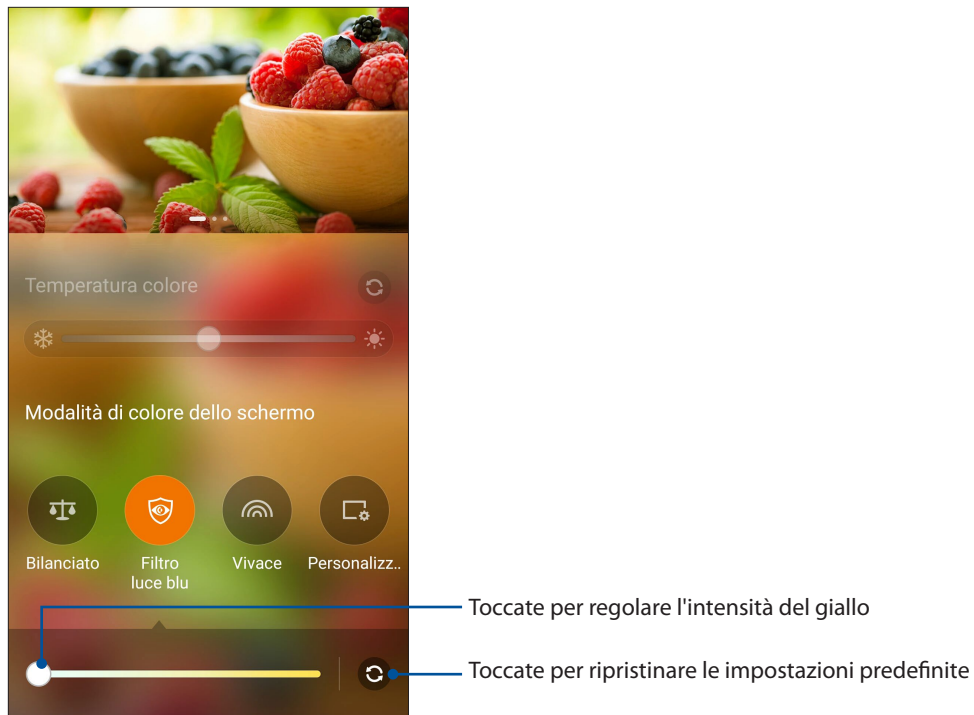 Temperatura colore
Modalità di colore dello schermo
Bilanciato
Filtro
luce blu
Vivace
Personalizz..
Toccate per regolare l'intensità del giallo
Toccate per ripristinare le impostazioni predefinite